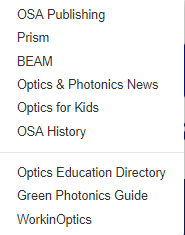 OSA Publishing
Prism
BEAM
Optics & Photonics News
Optics for Kids
OSA History
Optics Education Directory
Green Photonics Guide
WorkinOptics